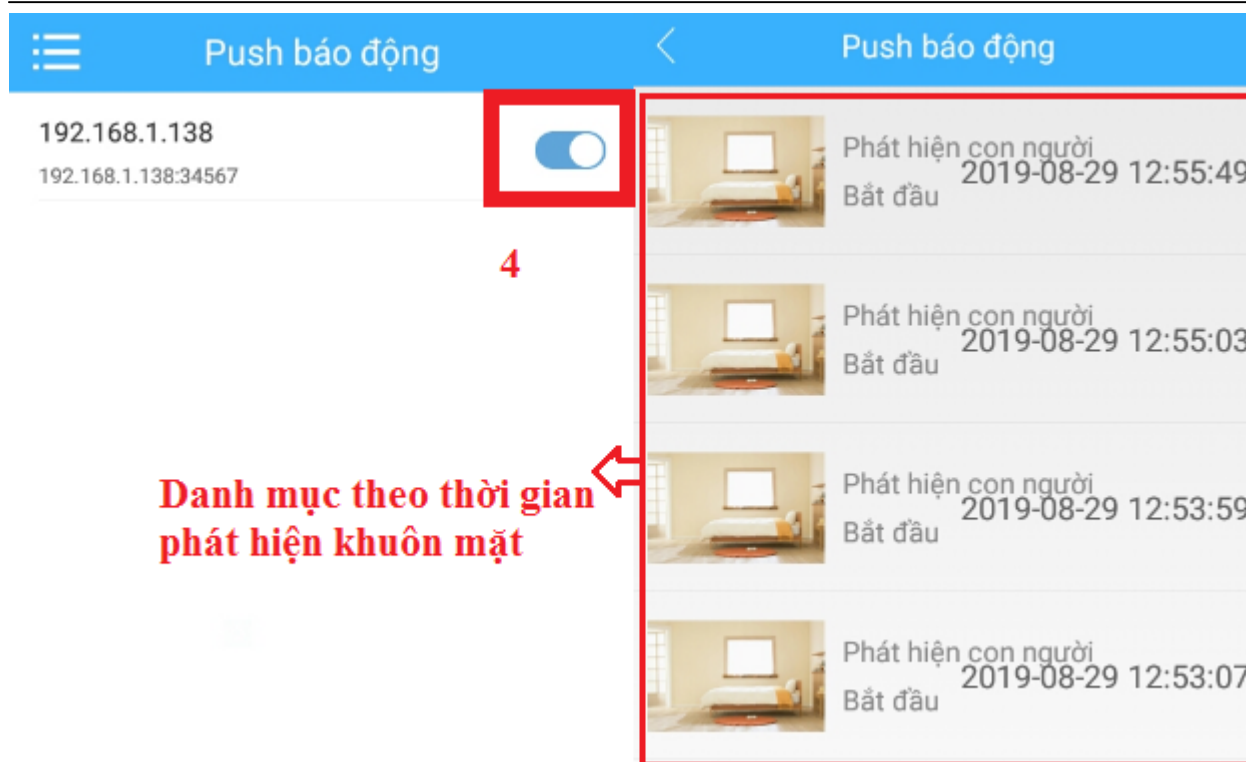 Push báo động
192.168.1.138
192.168.1.138:34567
4
Danh mục theo thời gian
phát hiện khuôn mặt
Push báo động
Phát hiện con người
2019-08-29 12:55:49
Bắt đầu
Phát hiện con người
2019-08-29 12:55:03
Bắt đầu
Phát hiện con người
2019-08-29 12:53:59
Bắt đầu
Phát hiện con người
2019-08-29 12:53:07
Bắt đầu